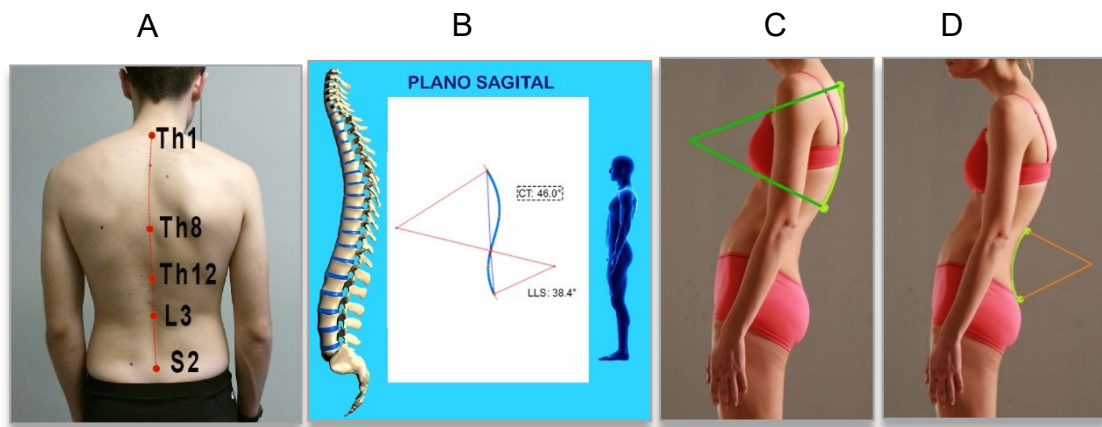 A
B
C
D
Th1
Th8
Th12
L3
S2
PLANO SAGITAL
CT: 46.0°
LLS: 38.4°